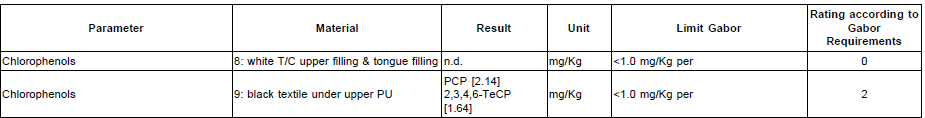 Parameter Material Result Unit Limit Gabor Rating according to Gabor Requirements
Chlorophenols 8: white T/C upper filling & tongue filling n.d. mg/Kg <1.0 mg/Kg per 0
Chlorophenols 9: black textile under upper PU PCP [2.14] 2,3,4,6-TeCP [1.64] mg/Kg <1.0 mg/Kg per 2